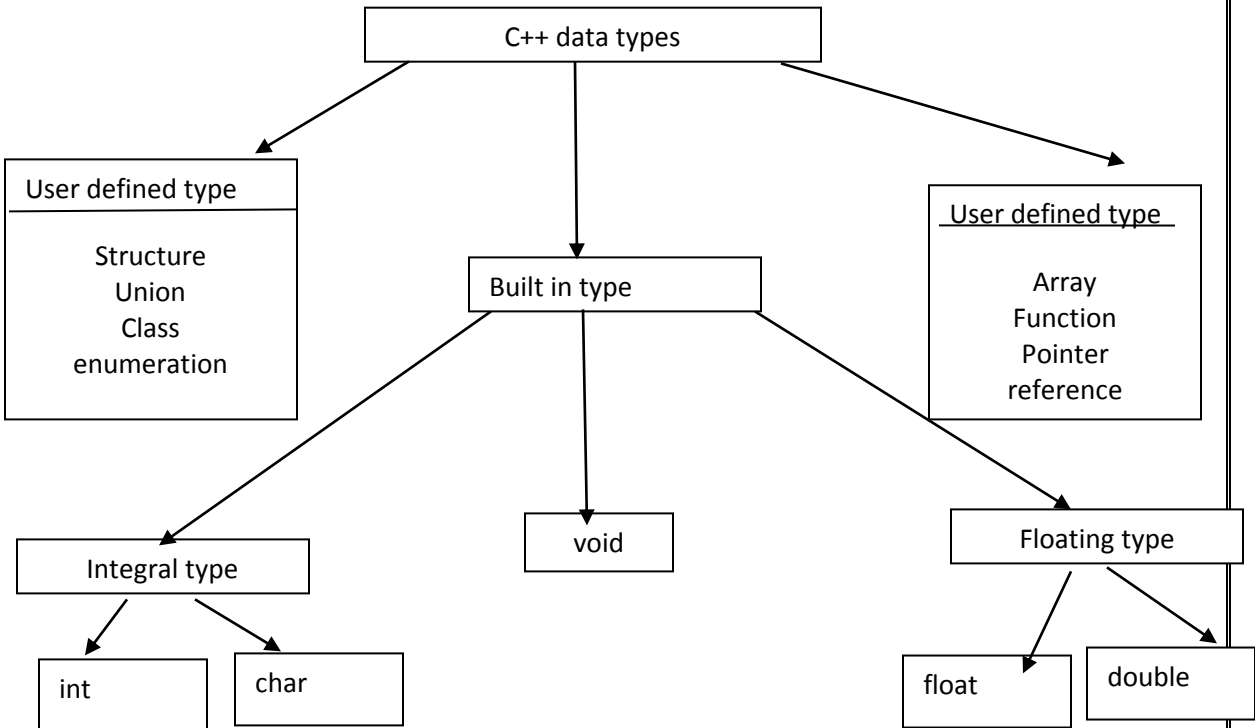 C++ data types
User defined type
Structure
Union
Class
enumeration
Built in type
User defined type
Array
Function
Pointer
reference
Integral type
void
Floating type
int
char
float
double